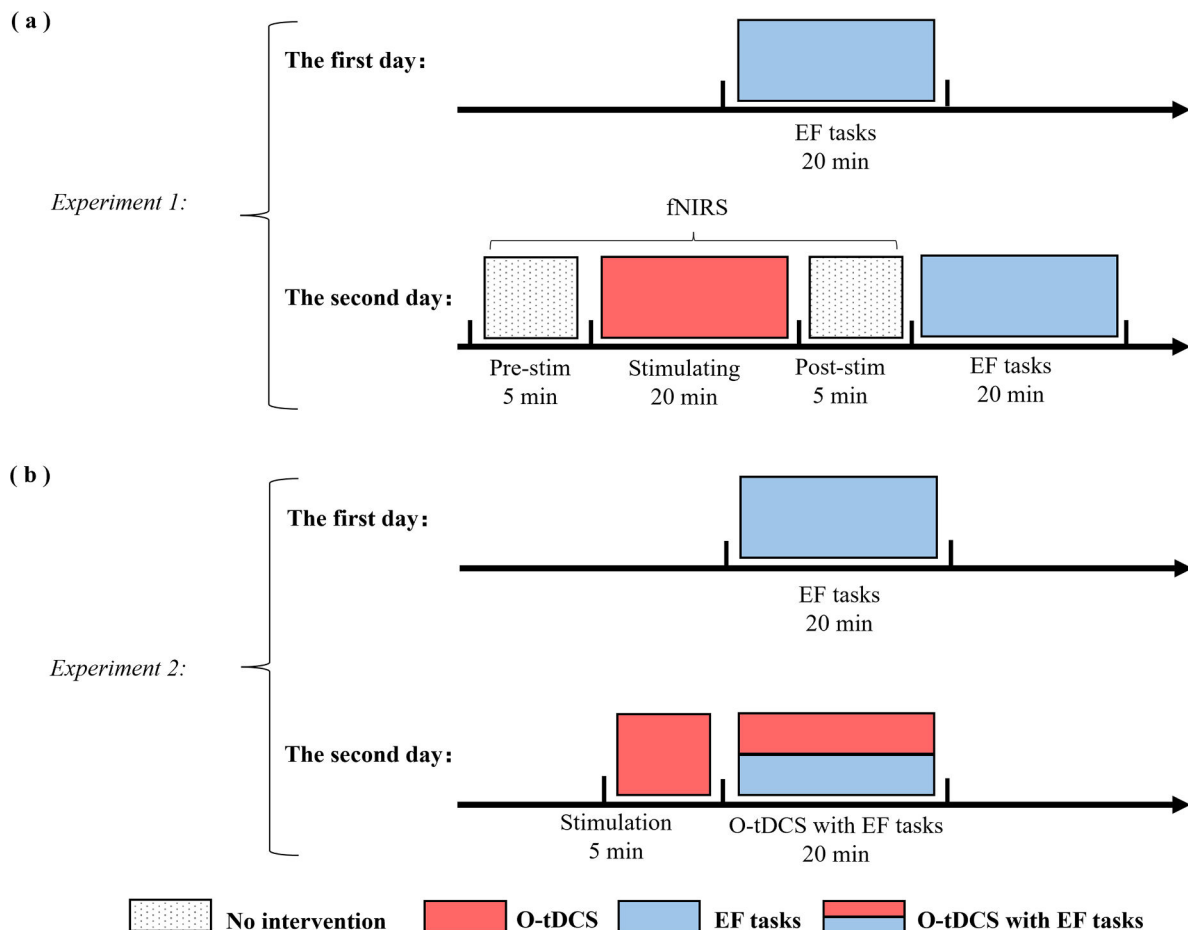 ( a )
The first day:
EF tasks
20 min
Experiment 1:
fNIRS
The second day:
Pre-stim
5 min
Stimulating
20 min
Post-stim
5 min
EF tasks
20 min
( b )
The first day:
EF tasks
20 min
Experiment 2:
The second day:
Stimulation
5 min
O-tDCS with EF tasks
20 min
No intervention
O-tDCS
EF tasks
O-tDCS with EF tasks